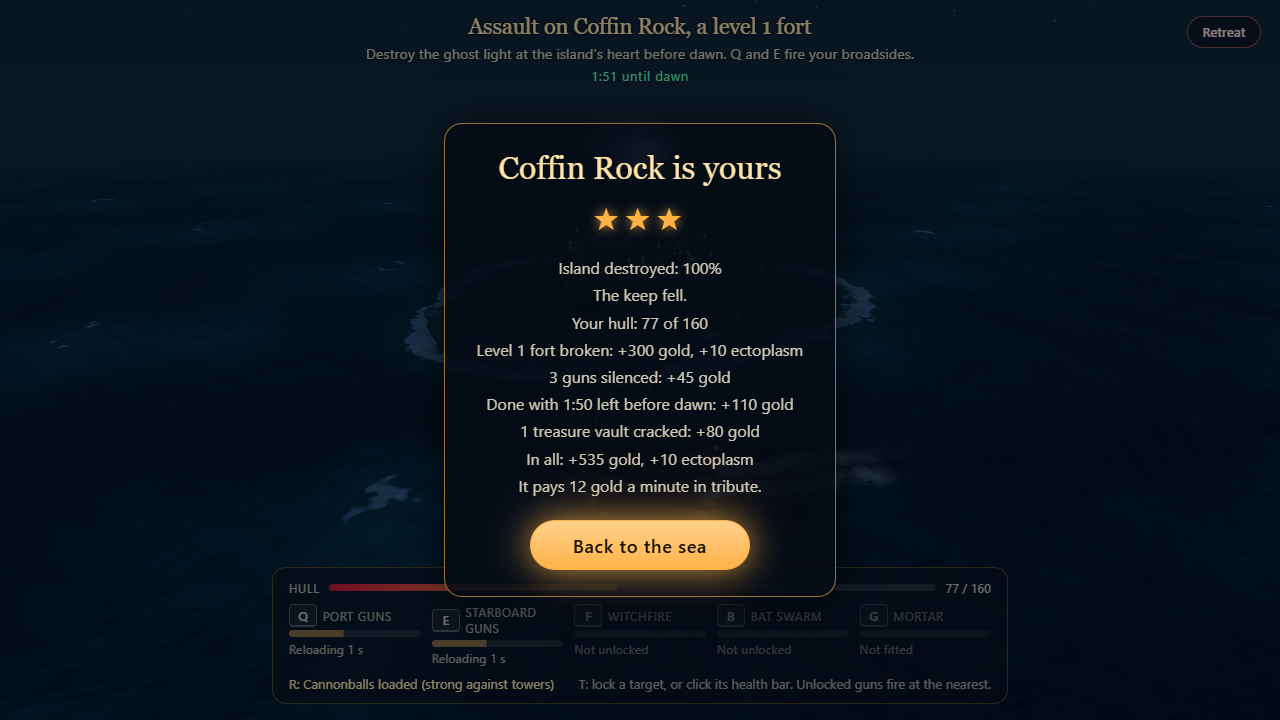 Assault on Coffin Rock, a level 1 fort
Destroy the ghost light at the island's heart before dawn. Q and E fire your broadsides.
1:51 until dawn
Retreat
Coffin Rock is yours
Island destroyed: 100%
The keep fell.
Your hull: 77 of 160
Level 1 fort broken: +300 gold, +10 ectoplasm
3 guns silenced: +45 gold
Done with 1:50 left before dawn: +110 gold
1 treasure vault cracked: +80 gold
In all: +535 gold, +10 ectoplasm
It pays 12 gold a minute in tribute.
Back to the sea
HULL
77 / 160
Q PORT GUNS
Reloading 1 s
E STARBOARD
GUNS
Reloading 1 s
F WITCHFIRE
Not unlocked
B BAT SWARM
Not unlocked
G MORTAR
Not fitted
R: Cannonballs loaded (strong against towers)
T: lock a target, or click its health bar. Unlocked guns fire at the nearest.